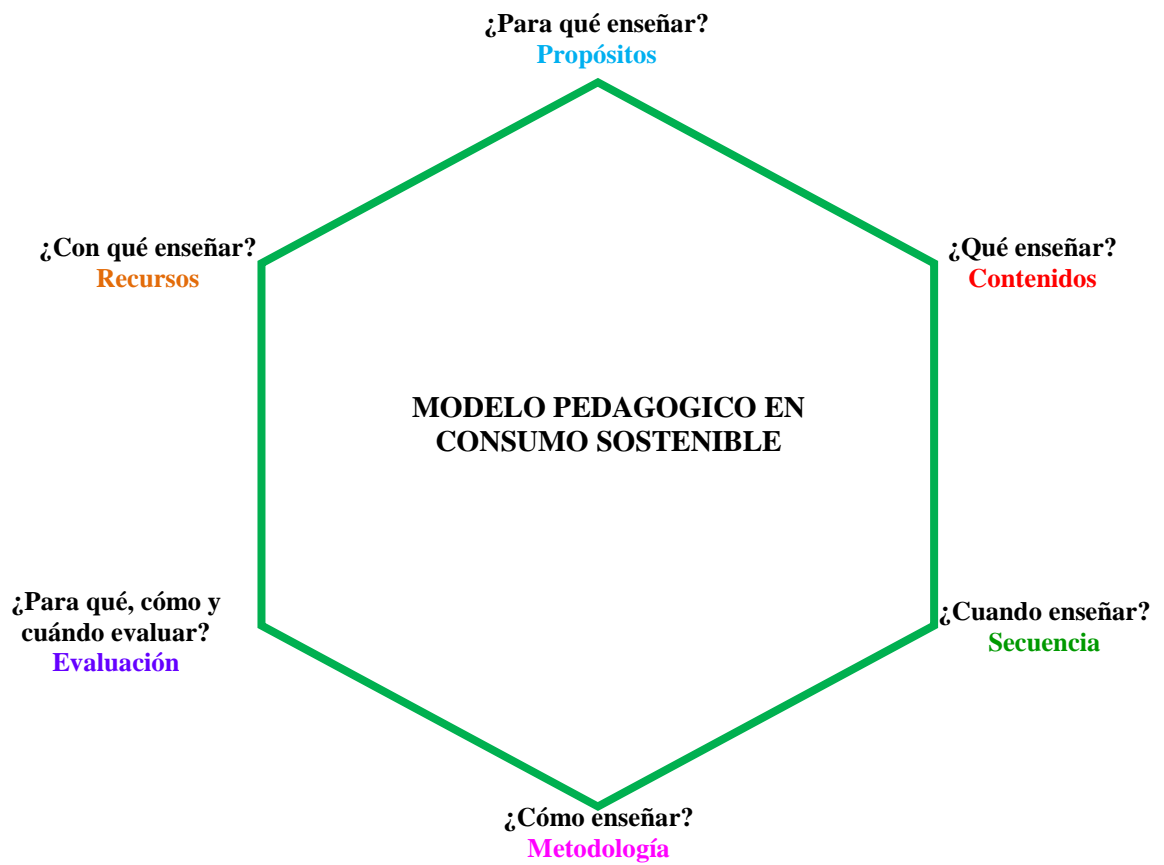 ¿Para qué enseñar?
Propósitos
¿Con qué enseñar?
Recursos
¿Qué enseñar?
Contenidos
MODELO PEDAGOGICO EN
CONSUMO SOSTENIBLE
¿Para qué, cómo y
cuándo evaluar?
Evaluación
¿Cuando enseñar?
Secuencia
¿Cómo enseñar?
Metodología